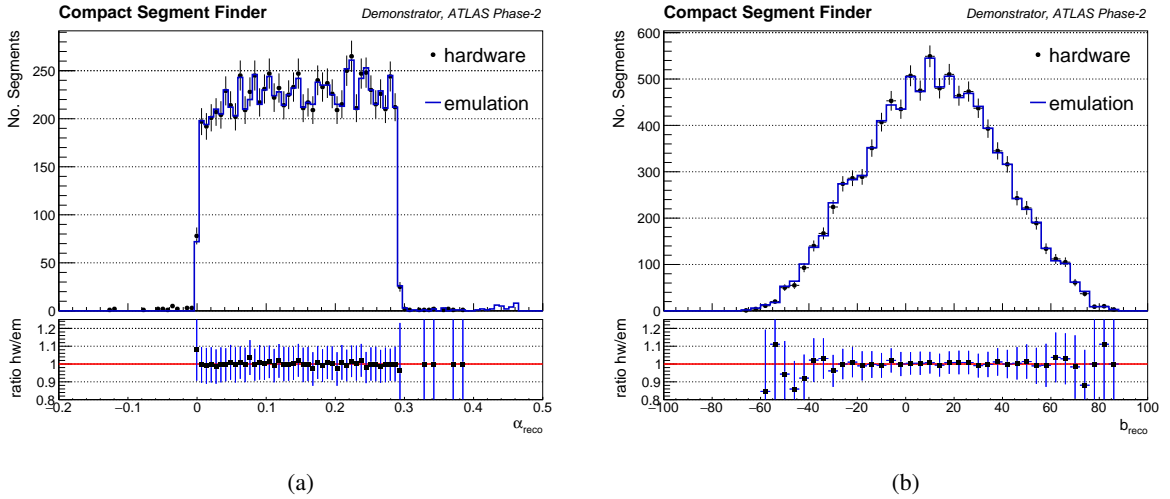 Compact Segment Finder
Demonstrator, ATLAS Phase-2
No. Segments
250
200
150
100
50
0
hardware
emulation
ratio hw/em
1.2
1.1
1
0.9
0.8
−0.2 −0.1 0 0.1 0.2 0.3 0.4 0.5
α reco
(a)
Compact Segment Finder
Demonstrator, ATLAS Phase-2
No. Segments
600
500
400
300
200
100
0
hardware
emulation
ratio hw/em
1.2
1.1
1
0.9
0.8
−100 −80 −60 −40 −20 0 20 40 60 80 100
b reco
(b)